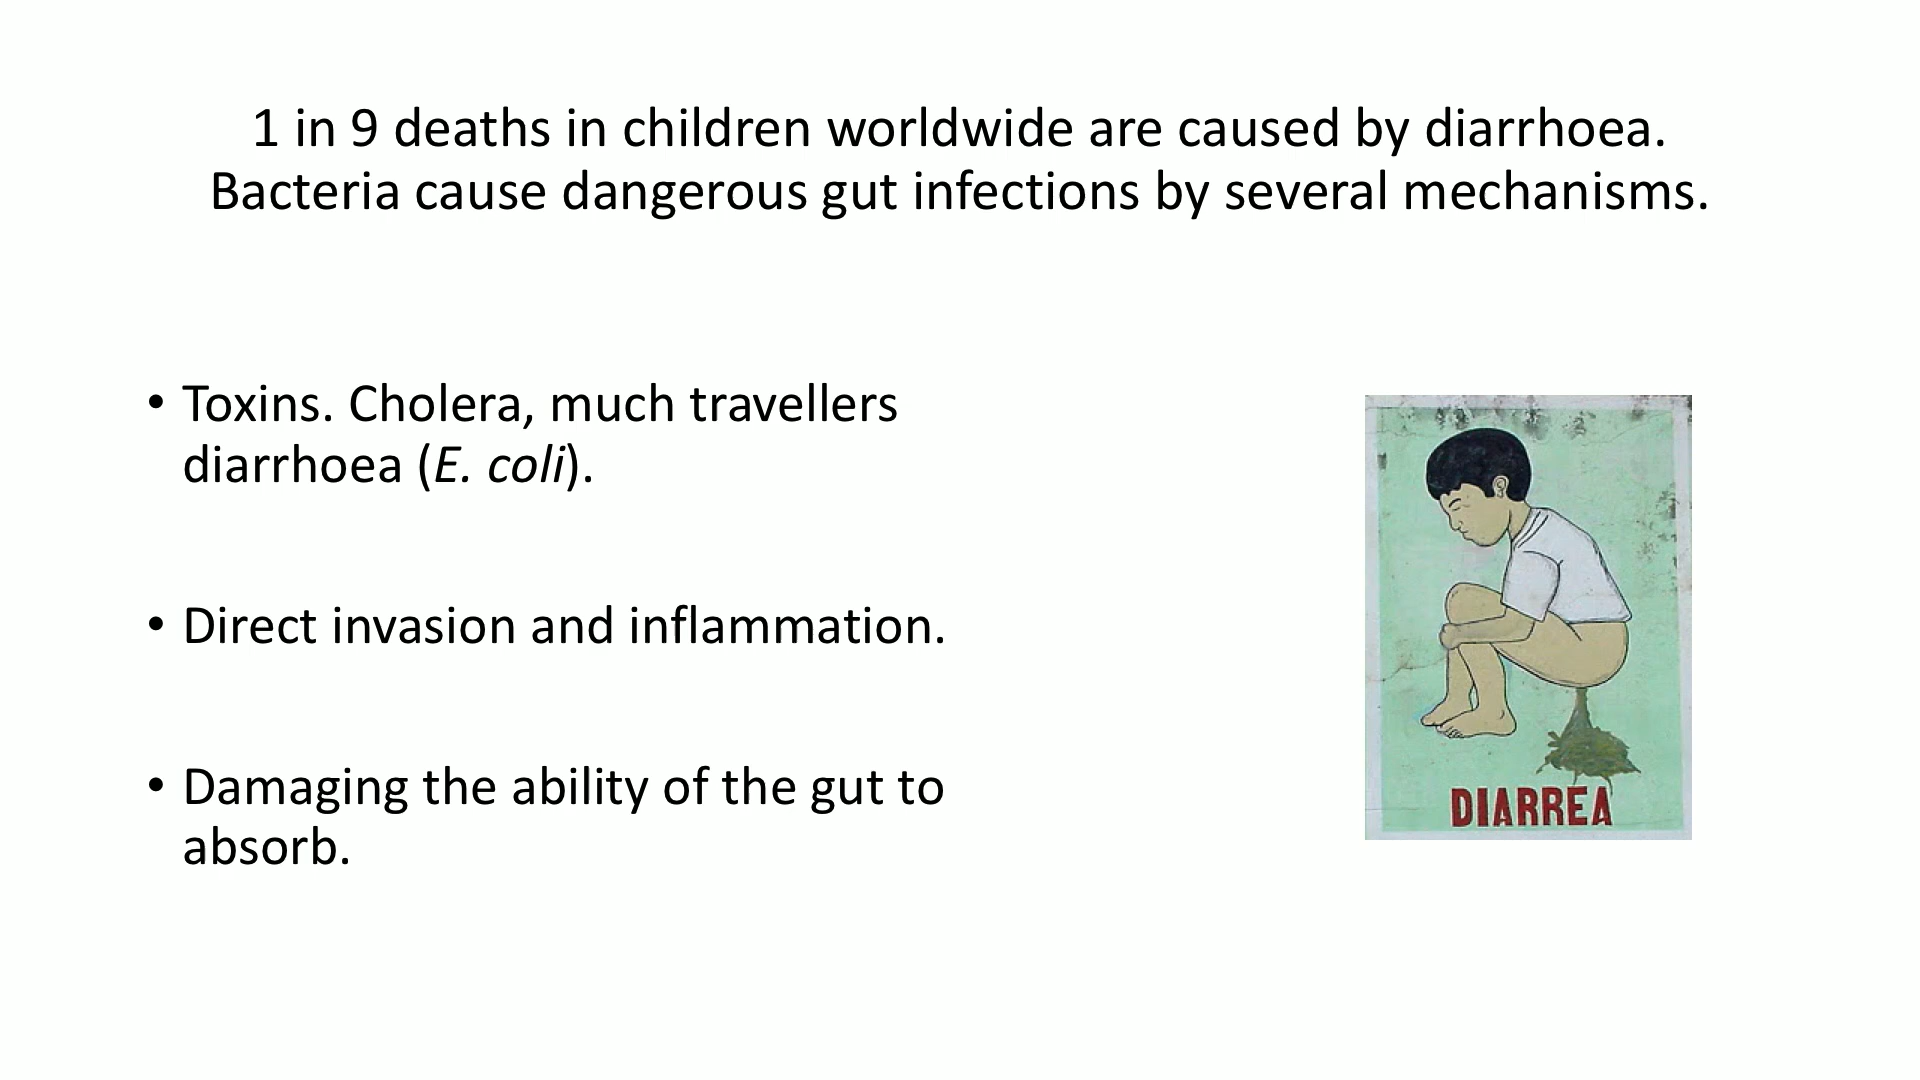 1 in 9 deaths in children worldwide are caused by diarrhoea.
Bacteria cause dangerous gut infections by several mechanisms.
• Toxins. Cholera, much travellers
diarrhoea (E. coli).
• Direct invasion and inflammation.
• Damaging the ability of the gut to
absorb.
DIARREA